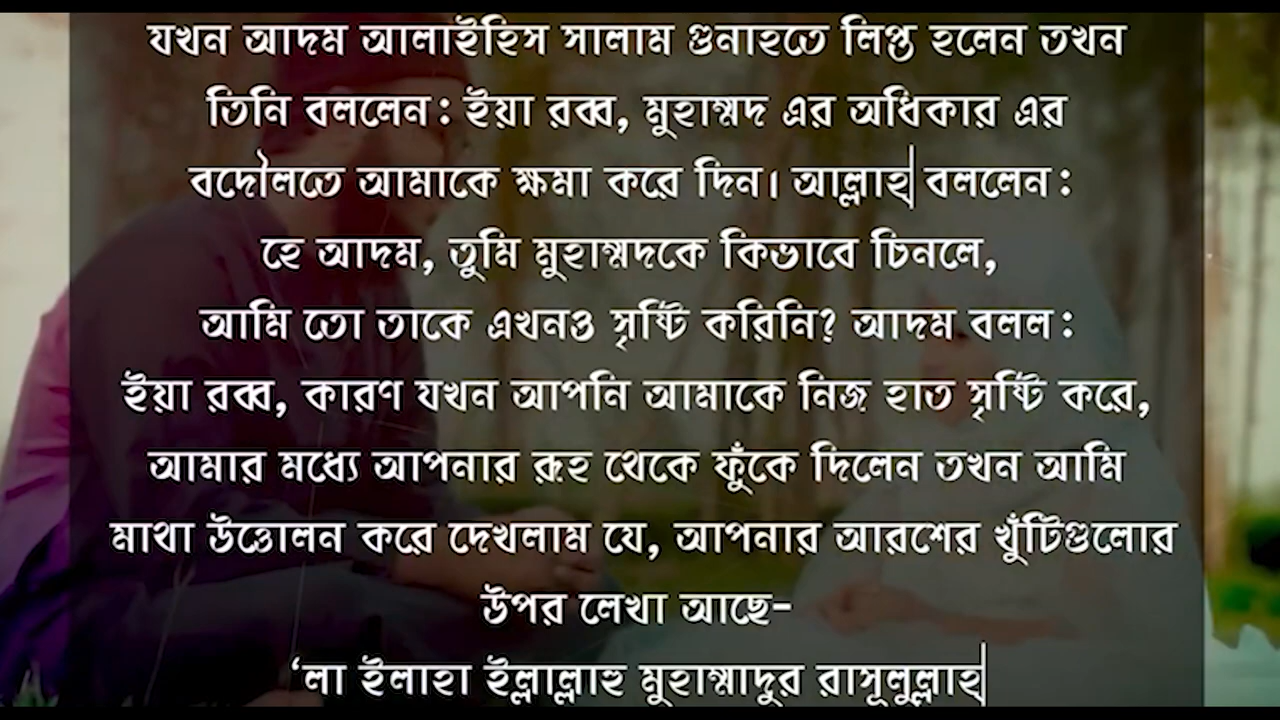 যখন আদম আলাইহিস সালাম গুনাহতে লিপ্ত হলেন তখন
তিনি বললেন: ইয়া রব্ব, মুহাম্মদ এর অধিকার এর
বদৌলতে আমাকে ক্ষমা করে দিন। আল্লাহ্ বললেন:
হে আদম, তুমি মুহাম্মদকে কিভাবে চিনলে,
আমি তো তাকে এখনও সৃষ্টি করিনি? আদম বলল:
ইয়া রব্ব, কারণ যখন আপনি আমাকে নিজ হাত সৃষ্টি করে,
আমার মধ্যে আপনার রূহ থেকে ফুঁকে দিলেন তখন আমি
মাথা উত্তোলন করে দেখলাম যে, আপনার আরশের খুঁটিগুলোর
উপর লেখা আছে-
‘লা ইলাহা ইল্লাল্লাহু মুহাম্মাদুর রাসূলুল্লাহ্